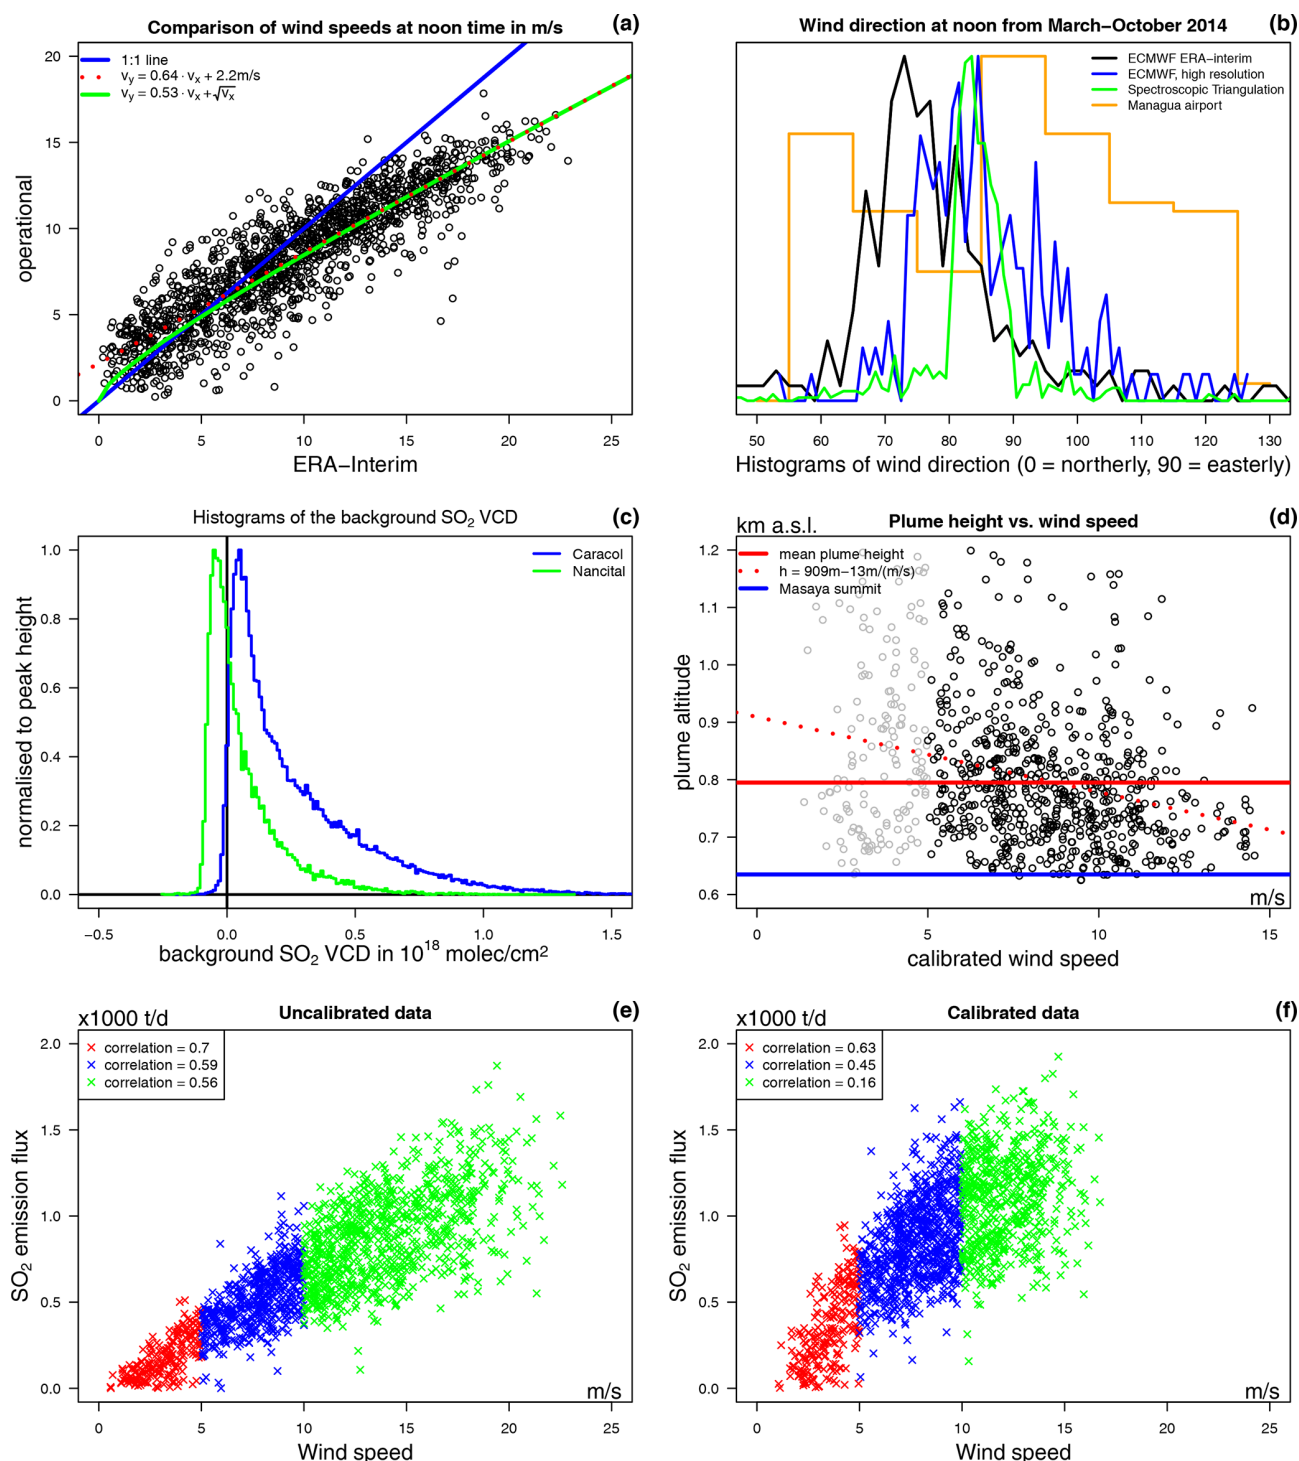 Comparison of wind speeds at noon time in m/s
(a)
1:1 line
v_y = 0.64 · v_x + 2.2m/s
v_y = 0.53 · v_x + √v_x
20
15
10
5
0
operational
0 5 10 15 20 25
ERA−Interim
Wind direction at noon from March−October 2014
(b)
ECMWF ERA−interim
ECMWF, high resolution
Spectroscopic Triangulation
Managua airport
50 60 70 80 90 100 110 120 130
Histograms of wind direction (0 = northerly, 90 = easterly)
Histograms of the background SO₂ VCD
(c)
Caracol
Nancital
1.0
0.8
0.6
0.4
0.2
0.0
normalised to peak height
−0.5 0.0 0.5 1.0 1.5
background SO₂ VCD in 10¹⁸ molec/cm²
km a.s.l.
Plume height vs. wind speed
(d)
mean plume height
h = 909m−13m/(m/s)
Masaya summit
1.2
1.1
1.0
0.9
0.8
0.7
0.6
plume altitude
m/s
0 5 10 15
calibrated wind speed
x1000 t/d
Uncalibrated data
(e)
correlation = 0.7
correlation = 0.59
correlation = 0.56
2.0
1.5
1.0
0.5
0.0
SO₂ emission flux
m/s
0 5 10 15 20 25
Wind speed
x1000 t/d
Calibrated data
(f)
correlation = 0.63
correlation = 0.45
correlation = 0.16
2.0
1.5
1.0
0.5
0.0
SO₂ emission flux
m/s
0 5 10 15 20 25
Wind speed